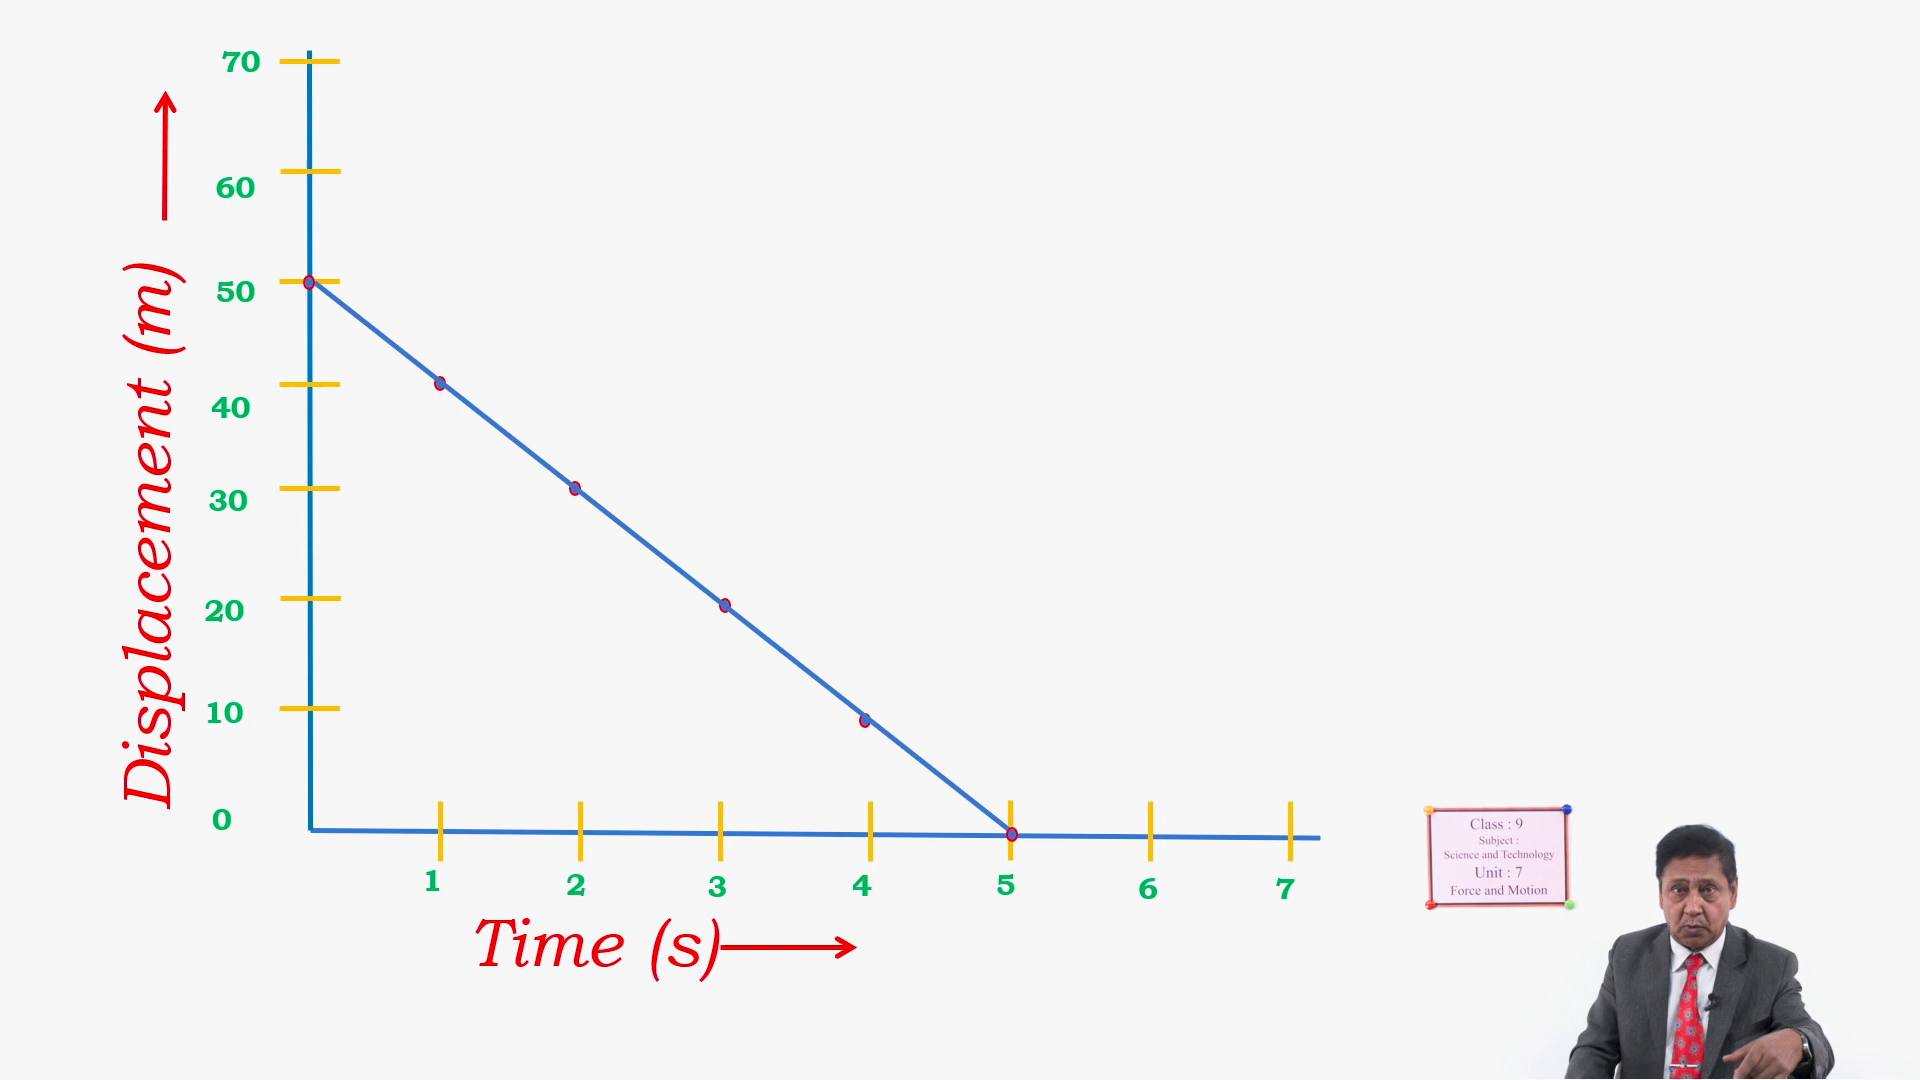 70
60
50
40
30
20
10
0
Displacement (m)
1 2 3 4 5 6 7
Time (s)
Class : 9
Subject :
Science and Technology
Unit : 7
Force and Motion